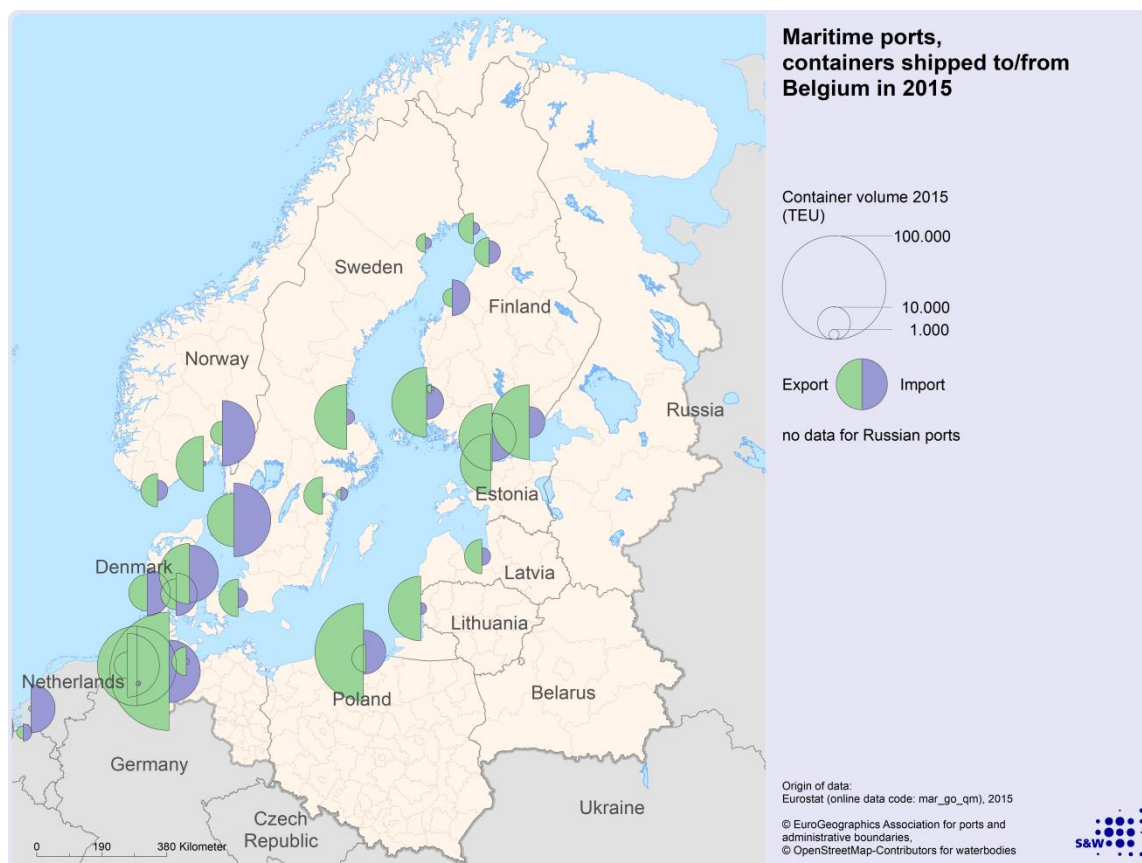 Maritime ports,
containers shipped to/from
Belgium in 2015
Container volume 2015
(TEU)
100.000
10.000
1.000
Export
Import
no data for Russian ports
Sweden
Finland
Norway
Russia
Estonia
Denmark
Latvia
Lithuania
Netherlands
Poland
Belarus
Germany
Ukraine
Czech
Republic
0 190 380 Kilometer
Origin of data:
Eurostat (online data code: mar_go_qm), 2015
© EuroGeographics Association for ports and
administrative boundaries,
© OpenStreetMap-Contributors for waterbodies
S&W